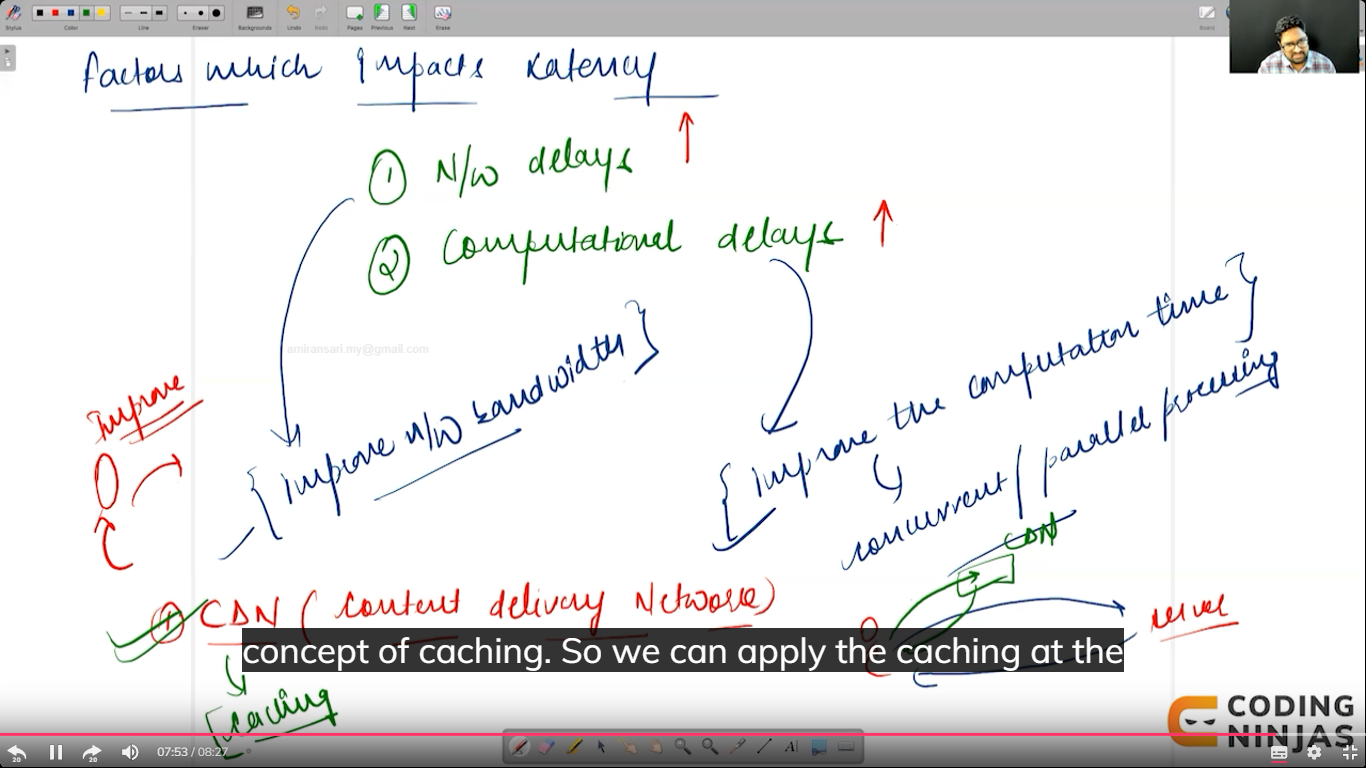 Stylus Color Line Eraser Backgrounds Undo Redo Pages Previous Next Erase Board
Factors which Impacts Latency
① N/W delays ↑
② Computational delays ↑
amiransari.my@gmail.com
Improve
{ Improve N/W Bandwidth }
{ Improve the computation time }
concurrent / parallel processing
CDN
① CDN ( Content delivery Network )
server
concept of caching. So we can apply the caching at the
[ Caching
CODING
NINJAS
20 20 07:53 / 08:27